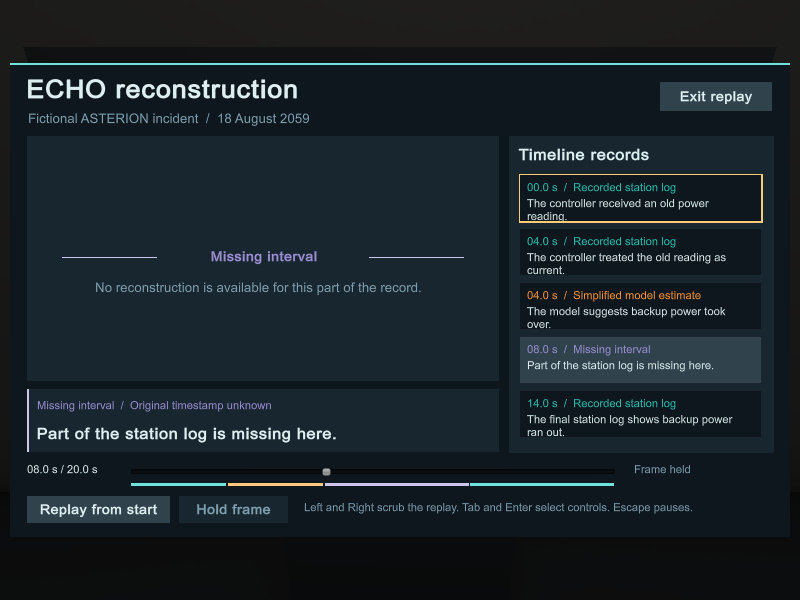 ECHO reconstruction
Fictional ASTERION incident / 18 August 2059
Exit replay
Missing interval
No reconstruction is available for this part of the record.
Missing interval / Original timestamp unknown
Part of the station log is missing here.
Timeline records
00.0 s / Recorded station log
The controller received an old power
reading.
04.0 s / Recorded station log
The controller treated the old reading as
current.
04.0 s / Simplified model estimate
The model suggests backup power took
over.
08.0 s / Missing interval
Part of the station log is missing here.
14.0 s / Recorded station log
The final station log shows backup power
ran out.
08.0 s / 20.0 s
Frame held
Replay from start
Hold frame
Left and Right scrub the replay. Tab and Enter select controls. Escape pauses.